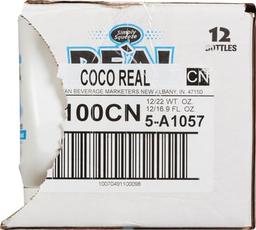 Simply Squeeze
REAL
12
BOTTLES
COCO REAL
CN
AN BEVERAGE MARKETERS NEW ALBANY, IN. 47150
100CN
12/22 WT. OZ.
12/16.9 FL. OZ.
5-A1057
10070491100098